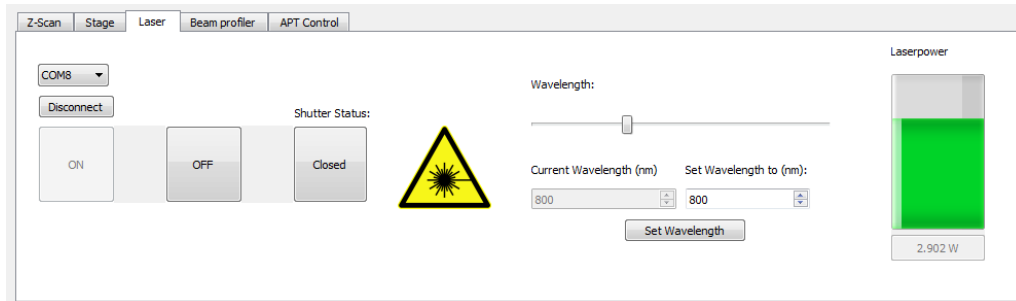 Z-Scan Stage Laser Beam profiler APT Control
Laserpower
COM8
Wavelength:
Disconnect
Shutter Status:
ON OFF Closed
Current Wavelength (nm) Set Wavelength to (nm):
800 800
Set Wavelength
2.902 W